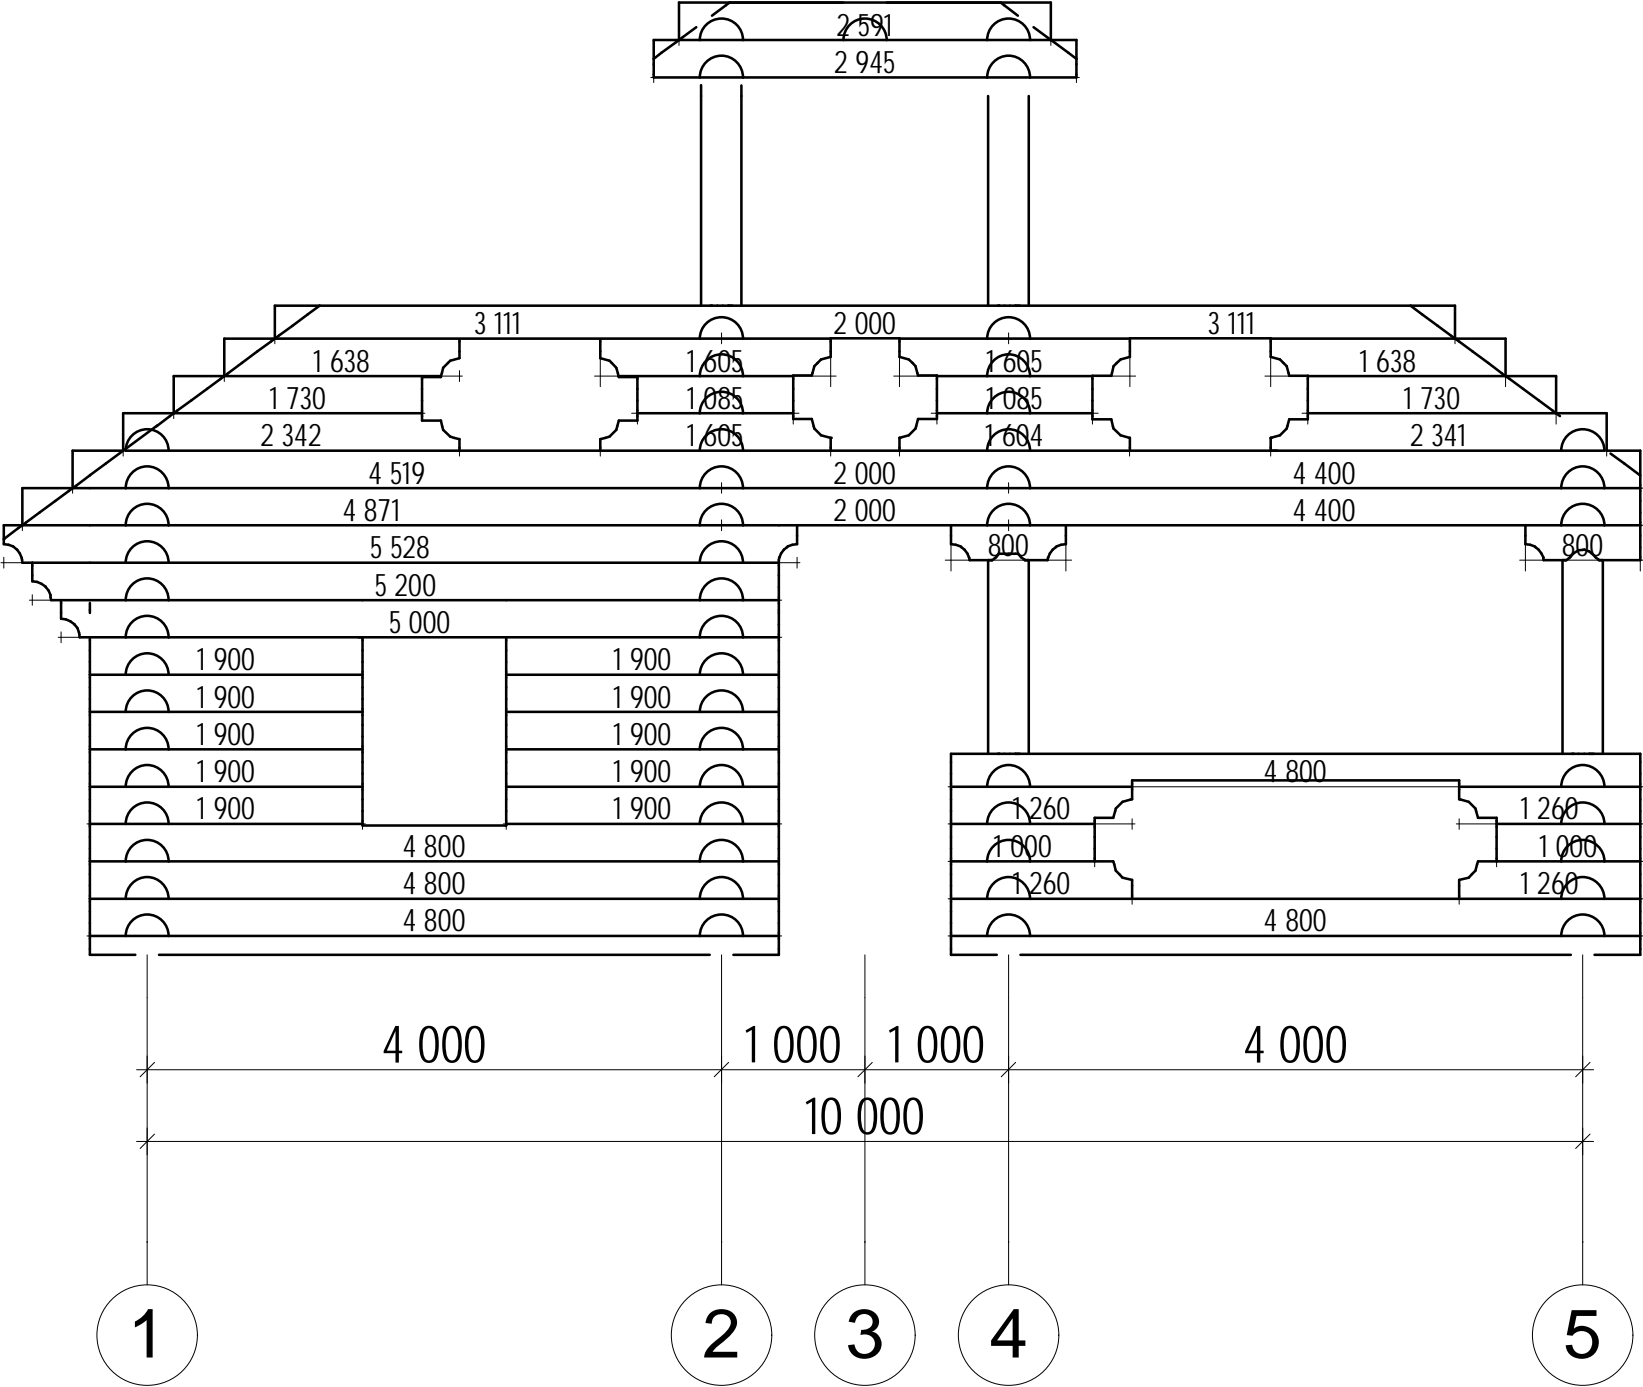 2 591
2 945
3 111 2 000 3 111
1 638 1 605 1 605 1 638
1 730 1 085 1 085 1 730
2 342 1 605 1 604 2 341
4 519 2 000 4 400
4 871 2 000 4 400
5 528 800 800
5 200
5 000
1 900 1 900
1 900 1 900
1 900 1 900
1 900 1 900 4 800
1 900 1 900 1 260 1 260
4 800 1 000 1 000
4 800 1 260 1 260
4 800 4 800
4 000 1 000 1 000 4 000
10 000
1 2 3 4 5